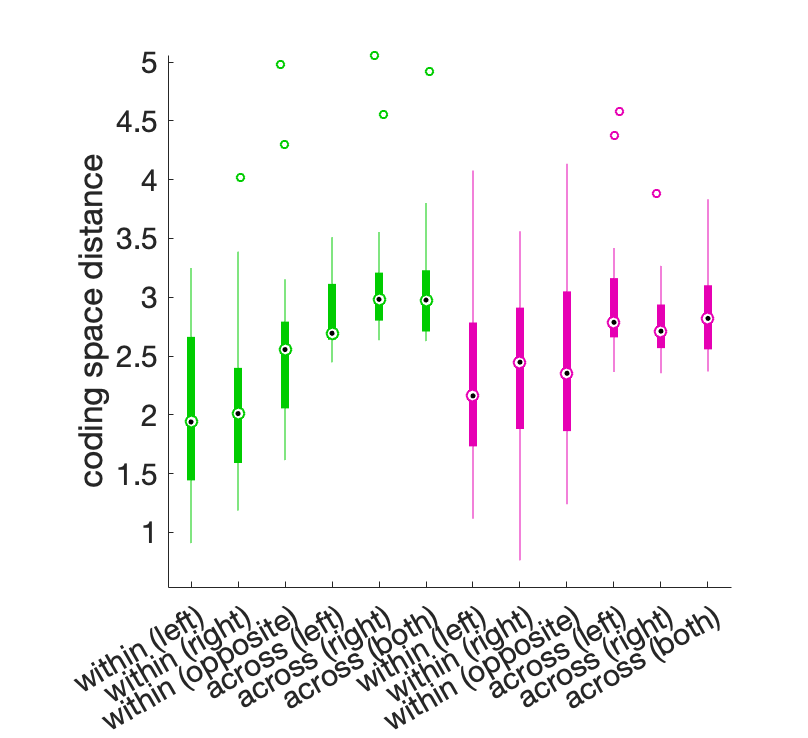 5
4.5
4
3.5
3
2.5
2
1.5
1
coding space distance
within (left)
within (right)
within (opposite)
across (left)
across (right)
across (both)
within (left)
within (right)
within (opposite)
across (left)
across (right)
across (both)